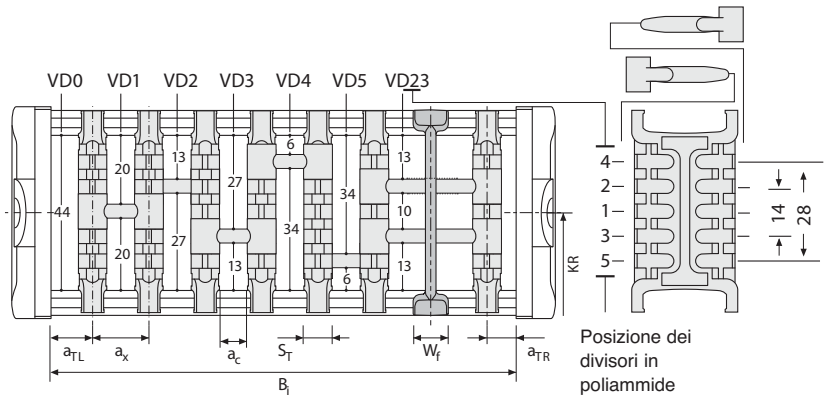 VD0 VD1 VD2 VD3 VD4 VD5 VD23
6
13 13
20 27
44 34 10
20 27 34
13 13
6
KR
aTL ax ac ST Wf aTR
Bi
4
2
1
3
5
14
28
Posizione dei
divisori in
poliammide